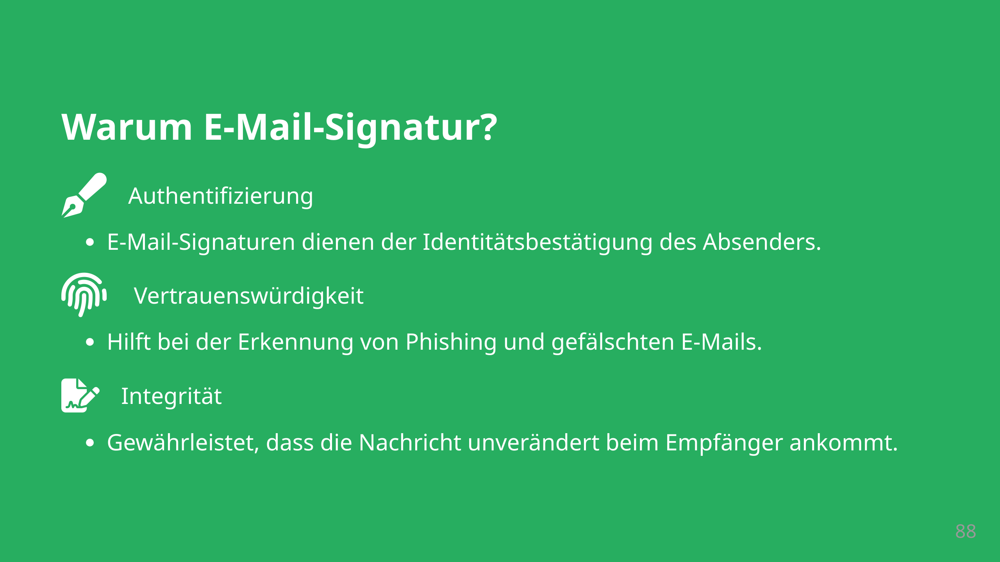 Warum E-Mail-Signatur?
Authentifizierung
• E-Mail-Signaturen dienen der Identitätsbestätigung des Absenders.
Vertrauenswürdigkeit
• Hilft bei der Erkennung von Phishing und gefälschten E-Mails.
Integrität
• Gewährleistet, dass die Nachricht unverändert beim Empfänger ankommt.
88